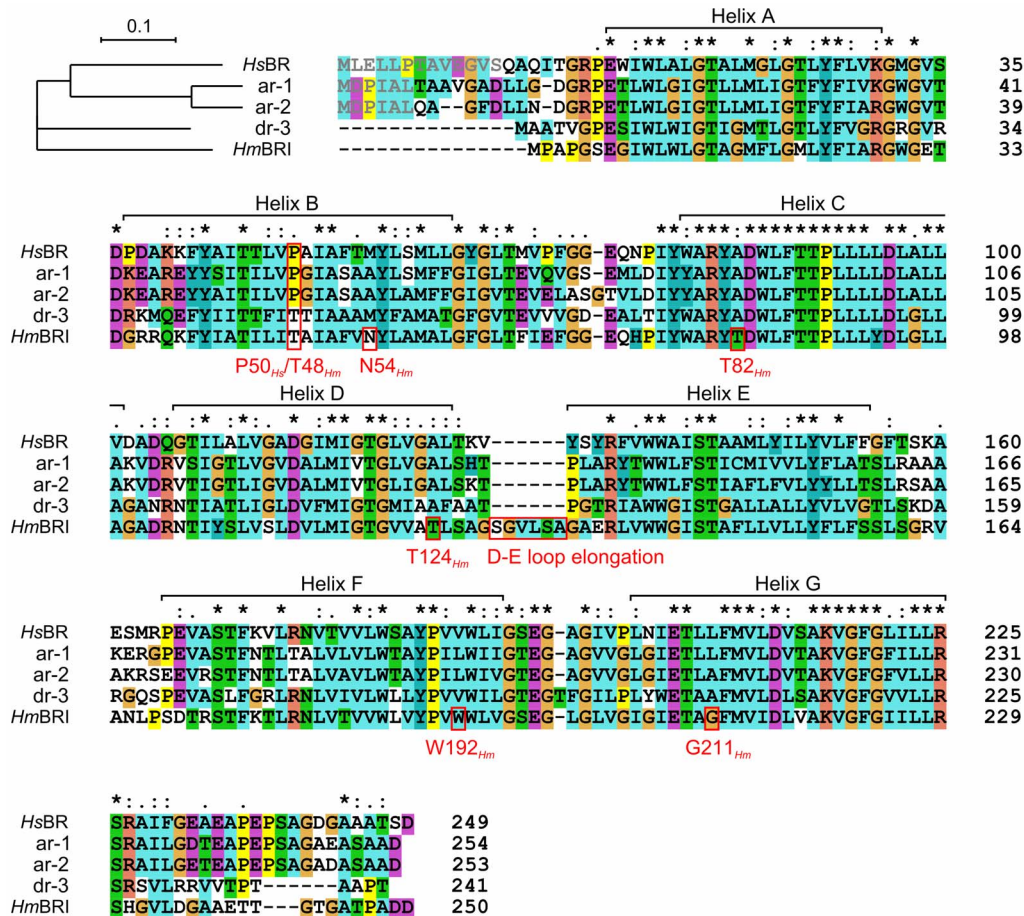 0.1
Helix A
.* :**: *: * :* ** :.: * *
HsBR MLELLPTAVEGVSQAQITGRPEWIWLALGTALMGLGTLYFLVKGMGVS 35
ar-1 MEPIALTAAVGADLLG-DGRPETLWLGIGTLLMLIGTFYFIARGWGVT 41
ar-2 MEPIALQA--GFDLLN-DGRPETLWLGIGTLLMLIGTFYFIARGWGVT 39
dr-3 -----------MAATVGPESIWLWIGTIGMTLGTLYFVGRGRGVR 34
HmBRI ------------MPAPGSEGIWLWLGTAGMFLGMLYFIARGWGET 33
Helix B
Helix C
HsBR DPDAKKFYAITTLVPAIAFTMYLSMLLGYGLTMVPFGG-EQNPIYWARYADWLFTTPLLLLDLALL 100
ar-1 DKEAREYYSITILVPGIASAAYLSMFFGIGLTEVQVGS-EMLDIYYARYADWLFTTPLLLLDLALL 106
ar-2 DKEAREYYAITILVPGIASAAYLAMFFGIGVTEVELASGTVLDIYYARYADWLFTTPLLLLDLALL 105
dr-3 DRKMQEFYIITTFITTIAAAMYFAMATGFGVTEVVVGD-EALTIYWARYADWLFTTPLLLLDLALL 99
HmBRI DGRRQKFYIATILITAIAFVNYLAMALGFGLTFIEFGG-EQHPIYWARYTDWLFTTPLLLYDLGLL 98
P50Hs/T48Hm N54Hm T82Hm
Helix D
Helix E
HsBR VDADQGTILALVGADGIMIGTGLVGALTKV-----YSYRFVWWAISTAAMLYILYVLFFGFTSKA 160
ar-1 AKVDRVSIGTLVGVDALMIVTGLVGALSHT-----PLARYTWWLFSTICMIVVLYFLATSLRAAA 166
ar-2 AKVDRVTIGTLIGVDALMIVTGLIGALSKT-----PLARYTWWLFSTIAFLFVLYYLLTSLRSAA 165
dr-3 AGANRNTIATLIGLDVFMIGTGMIAAFAAT-----PGTRIAWWGISTGALLALLYVLVGTLSKDA 159
HmBRI AGADRNTIYSLVSLDVLMIGTGVVATLSAGSGVLSAGAERLVWWGISTAFLLVLLYFLFSSLSGRV 164
T124Hm D-E loop elongation
Helix F
Helix G
HsBR ESMRPEVASTFKVLRNVTVVLWSAYPVVWLIGSEG-AGIVPLNIETLLFMVLDVSAKVGFGLILLR 225
ar-1 KERGPEVASTFNTLTALVLVLWTAYPILWIIGTEG-AGVVGLGIETLLFMVLDVTAKVGFGFILLR 231
ar-2 AKRSEEVRSTFNTLTALVAVLWTAYPILWIVGTEG-AGVVGLGIETLAFMVLDVTAKVGFGFVLLR 230
dr-3 RGQSPEVASLFGRLRNLVIVLWLLYPVVWILGTEGTFGILPLYWETAAFMVLDLSAKVGFGVVLLR 225
HmBRI ANLPSDTRSTFKTLRNLVTVVWLVYPVWWLVGSEG-LGLVGIGIETAGFMVIDLVAKVGFGIILLR 229
W192Hm G211Hm
HsBR SRAIFGEAEAPEPSAGDGAAATSD 249
ar-1 SRAILGDTEAPEPSAGAEASAAD 254
ar-2 SRAILGETEAPEPSAGADASAAD 253
dr-3 SRSVLRRVVTPT------AAPT 241
HmBRI SHGVLDGAAETT---GTGATPADD 250